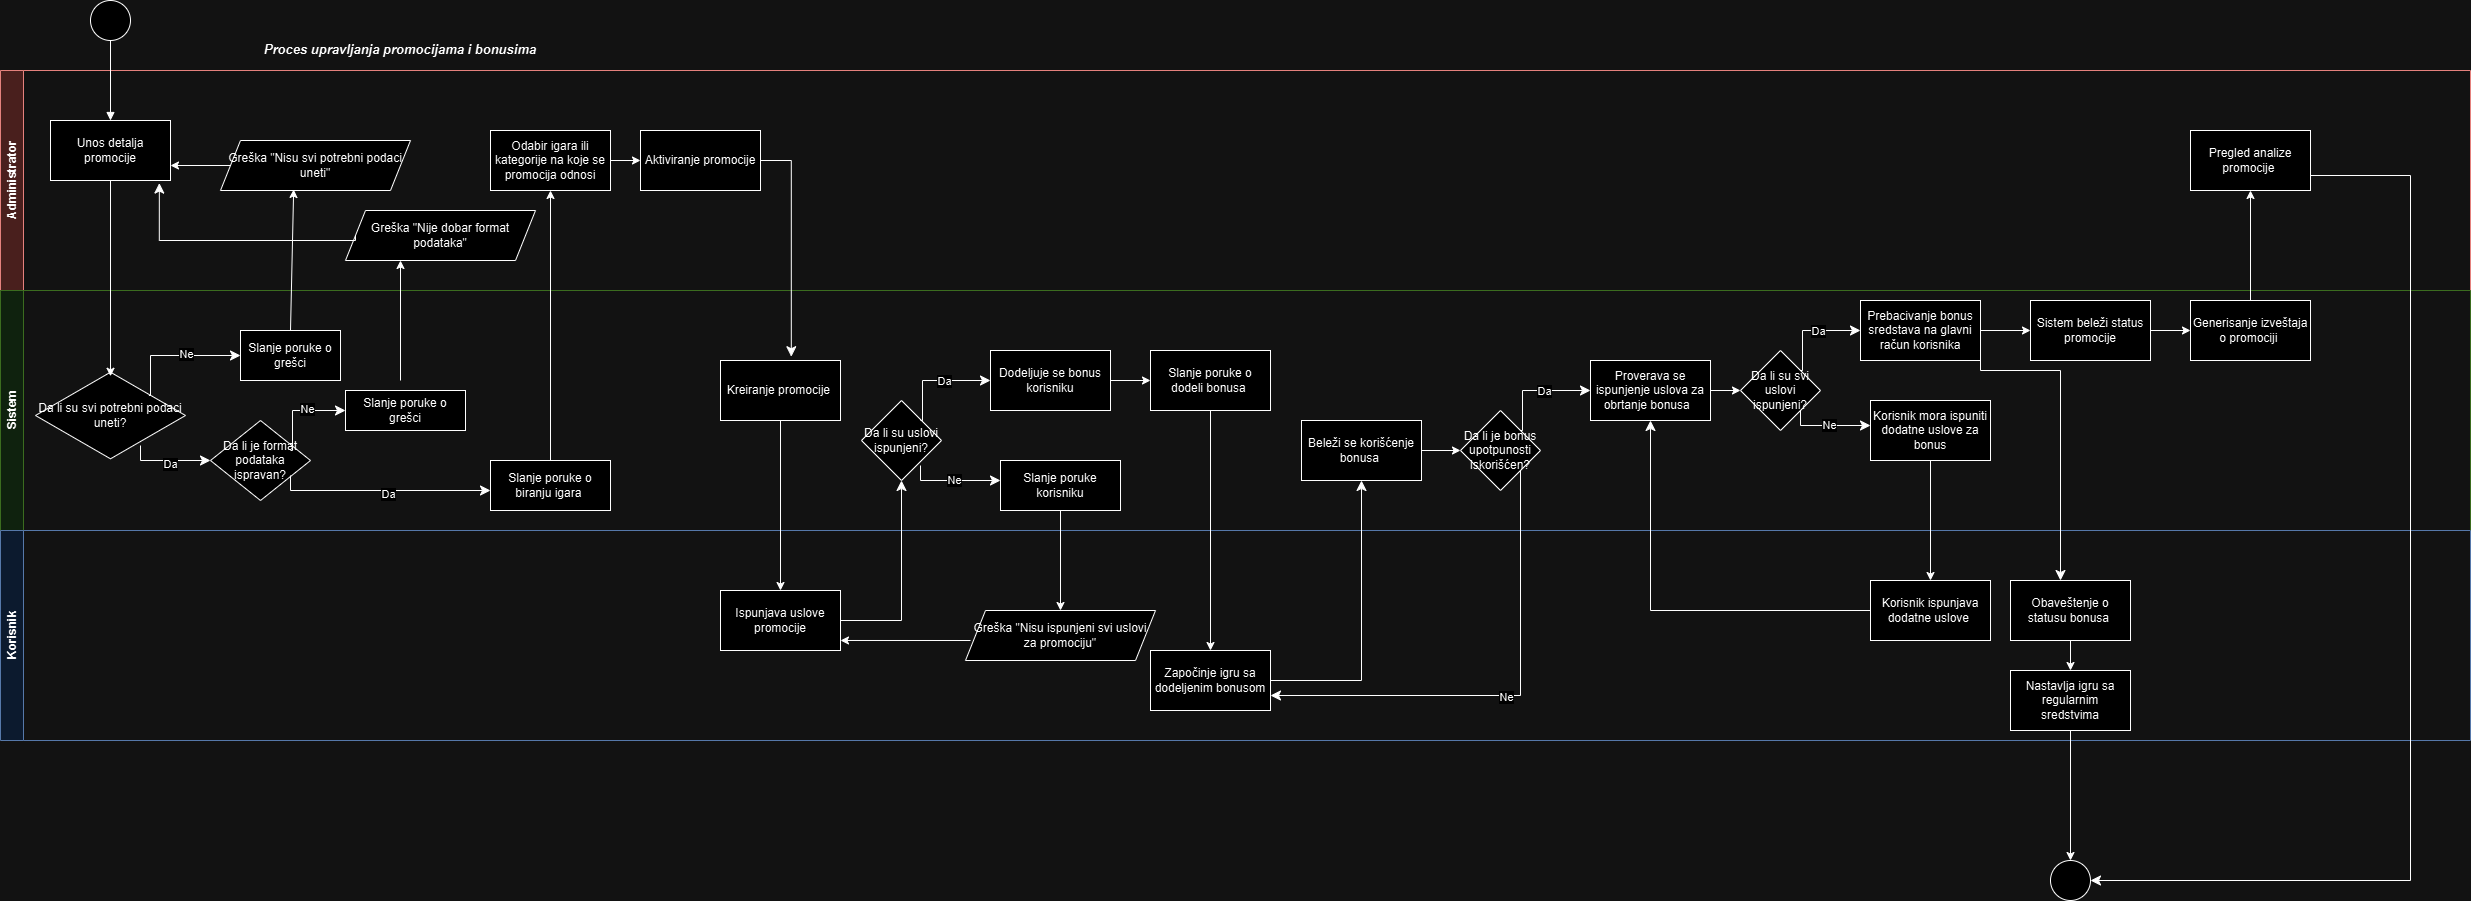 Proces upravljanja promocijama i bonusima
Administrator
Unos detalja
promocije
Greška "Nisu svi potrebni podaci
uneti"
Greška "Nije dobar format
podataka"
Odabir igara ili
kategorije na koje se
promocija odnosi
Aktiviranje promocije
Pregled analize
promocije
Sistem
Da li su svi potrebni podaci
uneti?
Ne
Da
Slanje poruke o
grešci
Da li je format
podataka
ispravan?
Ne
Da
Slanje poruke o
grešci
Slanje poruke o
biranju igara
Kreiranje promocije
Da li su uslovi
ispunjeni?
Da
Ne
Dodeljuje se bonus
korisniku
Slanje poruke
korisniku
Slanje poruke o
dodeli bonusa
Beleži se korišćenje
bonusa
Da li je bonus
upotpunosti
iskorišćen?
Da
Ne
Proverava se
ispunjenje uslova za
obrtanje bonusa
Da li su svi
uslovi
ispunjeni?
Da
Ne
Prebacivanje bonus
sredstava na glavni
račun korisnika
Korisnik mora ispuniti
dodatne uslove za
bonus
Sistem beleži status
promocije
Generisanje izveštaja
o promociji
Korisnik
Ispunjava uslove
promocije
Greška "Nisu ispunjeni svi uslovi
za promociju"
Započinje igru sa
dodeljenim bonusom
Korisnik ispunjava
dodatne uslove
Obaveštenje o
statusu bonusa
Nastavlja igru sa
regularnim
sredstvima